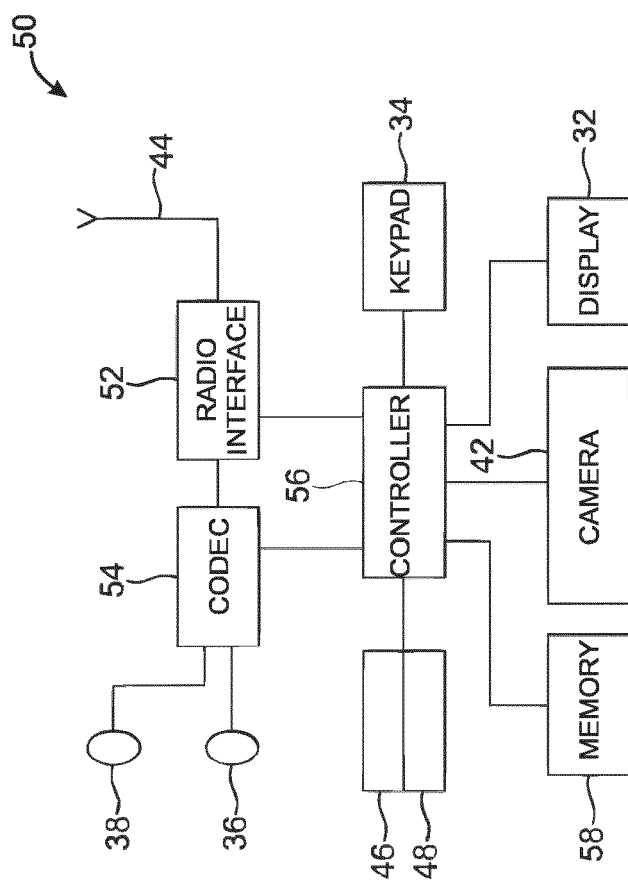 50
38
54
52
44
36
CODEC
RADIO
INTERFACE
56
46
48
CONTROLLER
KEYPAD
34
42
58
MEMORY
CAMERA
DISPLAY
32